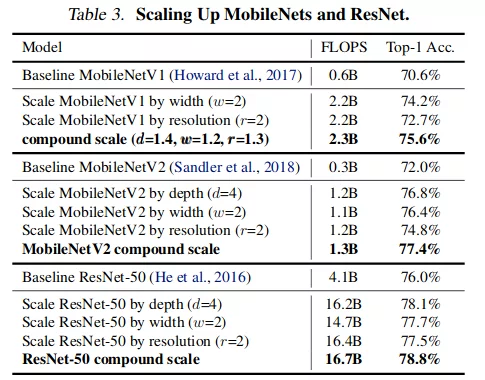 Table 3. Scaling Up MobileNets and ResNet.
Model FLOPS Top-1 Acc.
Baseline MobileNetV1 (Howard et al., 2017) 0.6B 70.6%
Scale MobileNetV1 by width (w=2) 2.2B 74.2%
Scale MobileNetV1 by resolution (r=2) 2.2B 72.7%
compound scale (d=1.4, w=1.2, r=1.3) 2.3B 75.6%
Baseline MobileNetV2 (Sandler et al., 2018) 0.3B 72.0%
Scale MobileNetV2 by depth (d=4) 1.2B 76.8%
Scale MobileNetV2 by width (w=2) 1.1B 76.4%
Scale MobileNetV2 by resolution (r=2) 1.2B 74.8%
MobileNetV2 compound scale 1.3B 77.4%
Baseline ResNet-50 (He et al., 2016) 4.1B 76.0%
Scale ResNet-50 by depth (d=4) 16.2B 78.1%
Scale ResNet-50 by width (w=2) 14.7B 77.7%
Scale ResNet-50 by resolution (r=2) 16.4B 77.5%
ResNet-50 compound scale 16.7B 78.8%